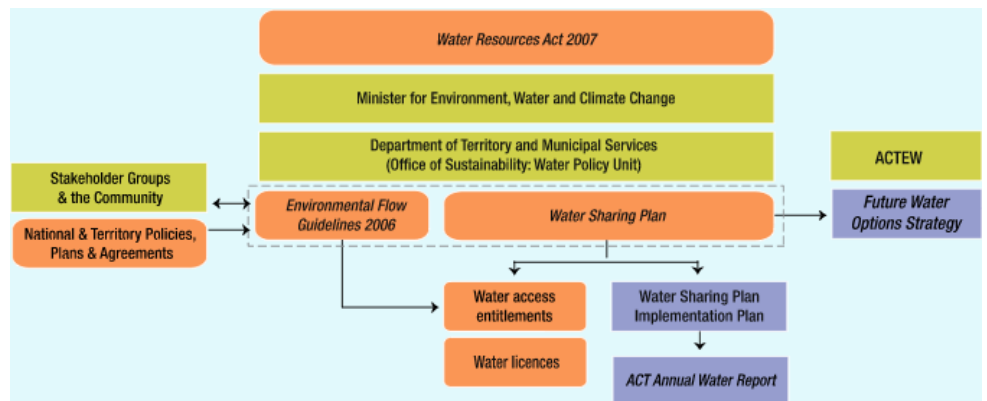 Water Resources Act 2007
Minister for Environment, Water and Climate Change
Department of Territory and Municipal Services
(Office of Sustainability: Water Policy Unit)
ACTEW
Stakeholder Groups
& the Community
Environmental Flow
Guidelines 2006
Water Sharing Plan
Future Water
Options Strategy
National & Territory Policies,
Plans & Agreements
Water access
entitlements
Water Sharing Plan
Implementation Plan
Water licences
ACT Annual Water Report